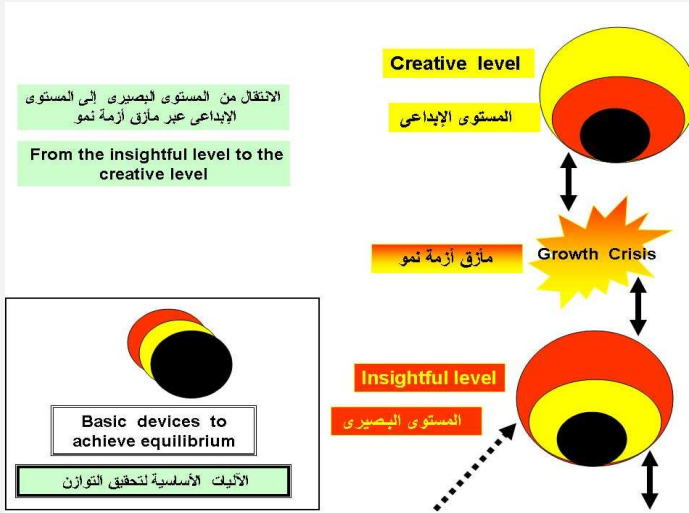 Creative level
المستوى الإبداعى
الانتقال من المستوى البصيرى إلى المستوى
الإبداعى عبر مأزق أزمة نمو
From the insightful level to the
creative level
مأزق أزمة نمو
Growth Crisis
Insightful level
المستوى البصيرى
Basic devices to
achieve equilibrium
الآليات الأساسية لتحقيق التوازن